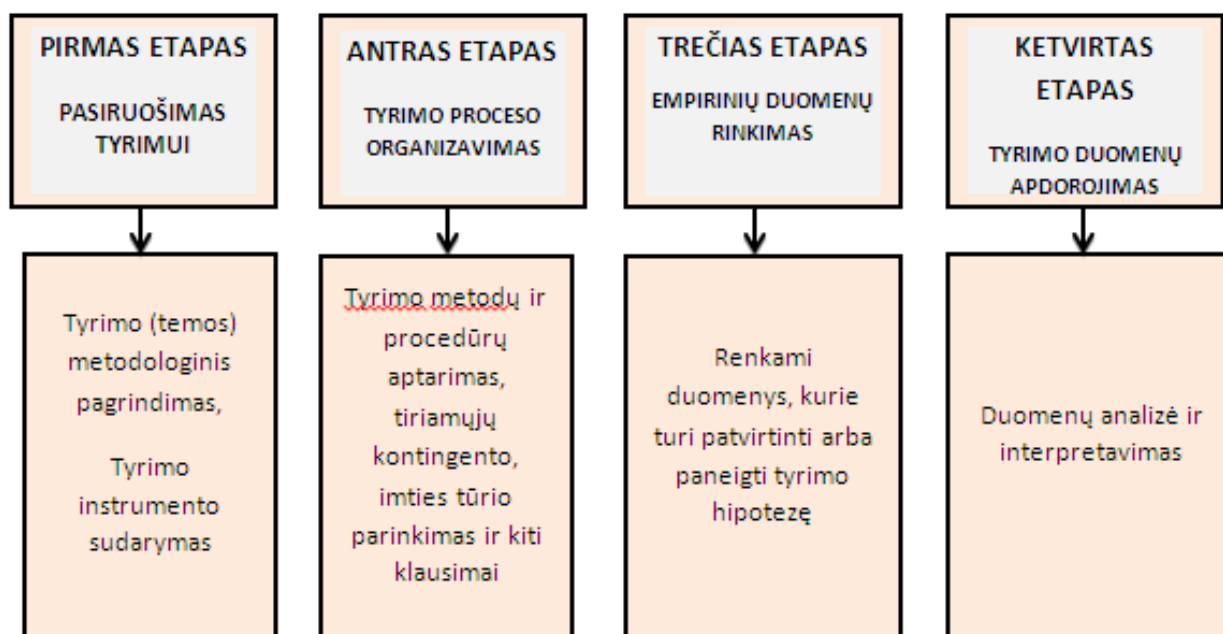 PIRMAS ETAPAS
PASIRUOŠIMAS
TYRIMUI
ANTRAS ETAPAS
TYRIMO PROCESO
ORGANIZAVIMAS
TREČIAS ETAPAS
EMPIRINIŲ DUOMENŲ
RINKIMAS
KETVIRTAS
ETAPAS
TYRIMO DUOMENŲ
APDOROJIMAS
Tyrimo (temos)
metodologinis
pagrindimas,
Tyrimo
instrumento
sudarymas
Tyrimo metodų ir
procedūrų
aptarimas,
tiriamųjų
kontingento,
imties tūrio
parinkimas ir kiti
klausimai
Renkami
duomenys, kurie
turi patvirtinti arba
paneigti tyrimo
hipotezę
Duomenų analizė ir
interpretavimas